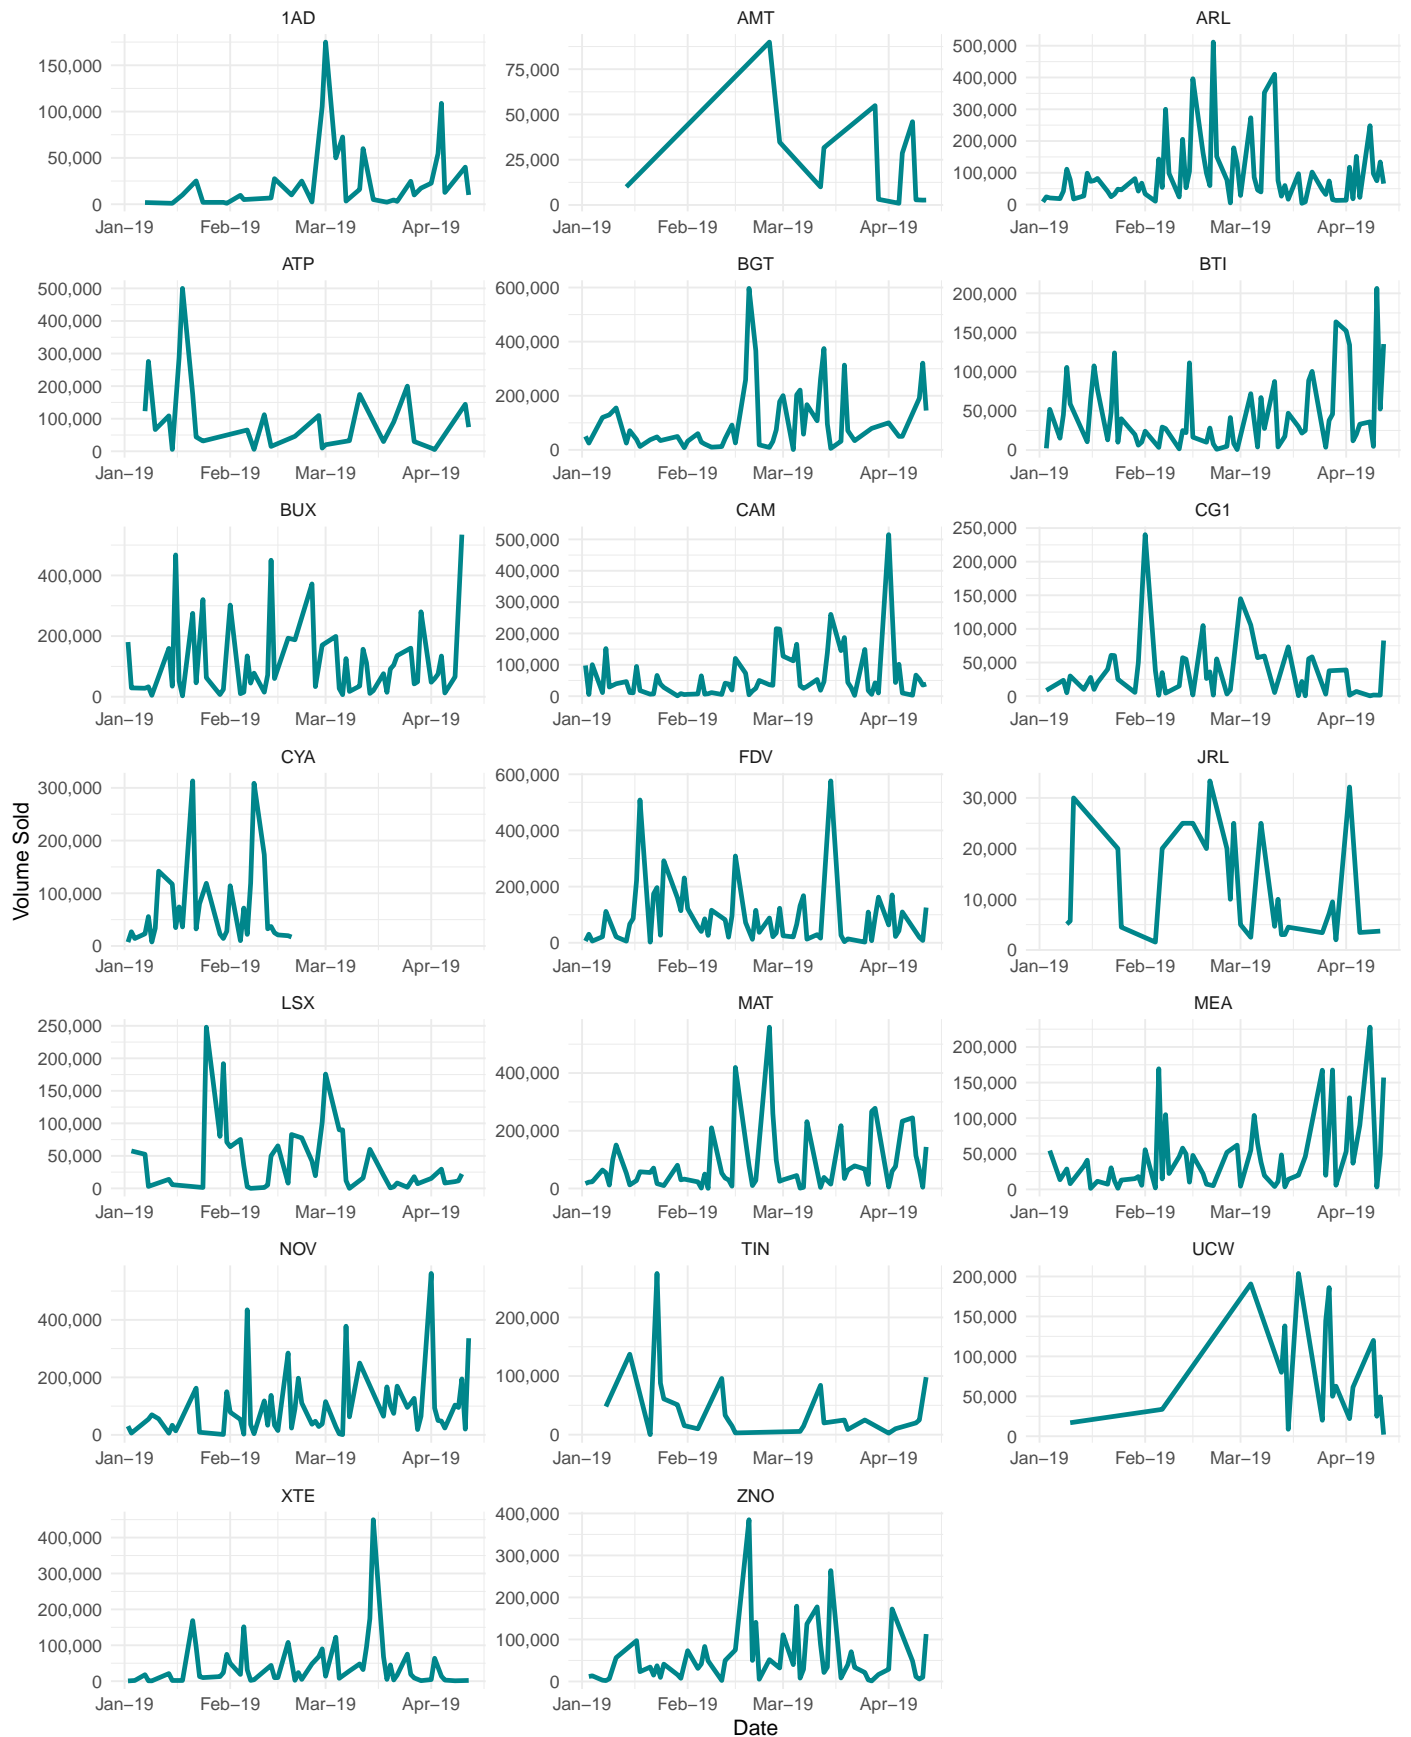 1AD
AMT
ARL
150,000
100,000
50,000
0
75,000
50,000
25,000
0
500,000
400,000
300,000
200,000
100,000
0
Jan−19 Feb−19 Mar−19 Apr−19
Jan−19 Feb−19 Mar−19 Apr−19
Jan−19 Feb−19 Mar−19 Apr−19
ATP
BGT
BTI
500,000
400,000
300,000
200,000
100,000
0
600,000
400,000
200,000
0
200,000
150,000
100,000
50,000
0
Jan−19 Feb−19 Mar−19 Apr−19
Jan−19 Feb−19 Mar−19 Apr−19
Jan−19 Feb−19 Mar−19 Apr−19
BUX
CAM
CG1
400,000
200,000
0
500,000
400,000
300,000
200,000
100,000
0
250,000
200,000
150,000
100,000
50,000
0
Jan−19 Feb−19 Mar−19 Apr−19
Jan−19 Feb−19 Mar−19 Apr−19
Jan−19 Feb−19 Mar−19 Apr−19
Volume Sold
CYA
FDV
JRL
300,000
200,000
100,000
0
600,000
400,000
200,000
0
30,000
20,000
10,000
0
Jan−19 Feb−19 Mar−19 Apr−19
Jan−19 Feb−19 Mar−19 Apr−19
Jan−19 Feb−19 Mar−19 Apr−19
LSX
MAT
MEA
250,000
200,000
150,000
100,000
50,000
0
400,000
200,000
0
200,000
150,000
100,000
50,000
0
Jan−19 Feb−19 Mar−19 Apr−19
Jan−19 Feb−19 Mar−19 Apr−19
Jan−19 Feb−19 Mar−19 Apr−19
NOV
TIN
UCW
400,000
200,000
0
200,000
100,000
0
200,000
150,000
100,000
50,000
0
Jan−19 Feb−19 Mar−19 Apr−19
Jan−19 Feb−19 Mar−19 Apr−19
Jan−19 Feb−19 Mar−19 Apr−19
XTE
ZNO
400,000
300,000
200,000
100,000
0
400,000
300,000
200,000
100,000
0
Jan−19 Feb−19 Mar−19 Apr−19
Jan−19 Feb−19 Mar−19 Apr−19
Date